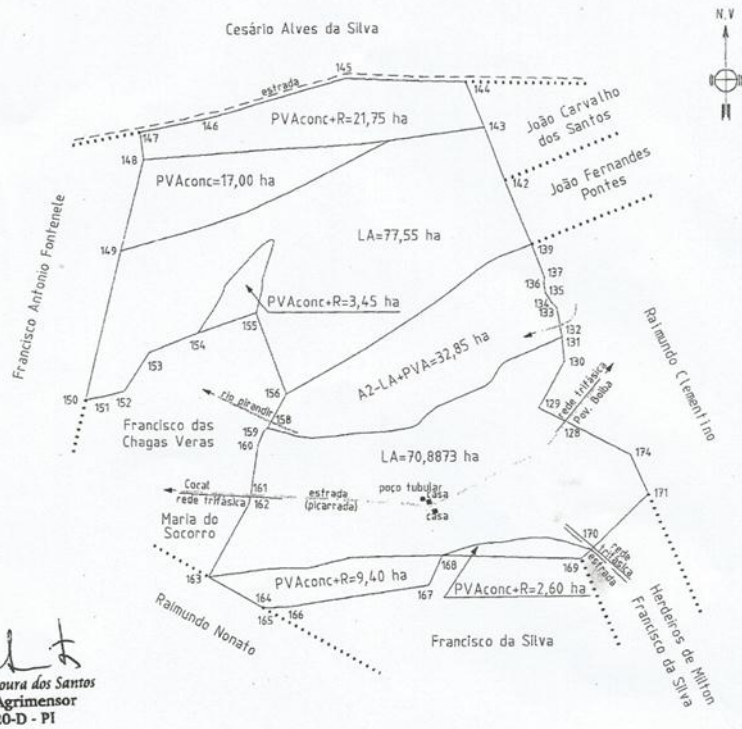 N.V
Cesário Alves da Silva
145
estrada
144
146
147
PVAconc+R=21,75 ha
143
João Carvalho
dos Santos
148
PVAconc=17,00 ha
142
João Fernandes
Pontes
Francisco Antonio Fontenele
149
LA=77,55 ha
139
137
136
135
134
133
PVAconc+R=3,45 ha
132
131
155
154
130
Raimundo Clementino
153
A2-LA+PVA=32,85 ha
150
151
152
156
129
rede trifásica
Pov. Boiba
rio pirandir
Francisco das
Chagas Veras
158
159
128
160
LA=70,8873 ha
174
Cocal
rede trifásica
161
162
estrada
(picarrada)
poço tubular
casa
casa
171
Maria do
Socorro
170
rede
trifásica
estrada
163
168
169
PVAconc+R=9,40 ha
167
PVAconc+R=2,60 ha
164
165
166
Raimundo Nonato
Francisco da Silva
Herdeiros de Milton
Francisco da Silva
oura dos Santos
Agrimensor
0-D - PI